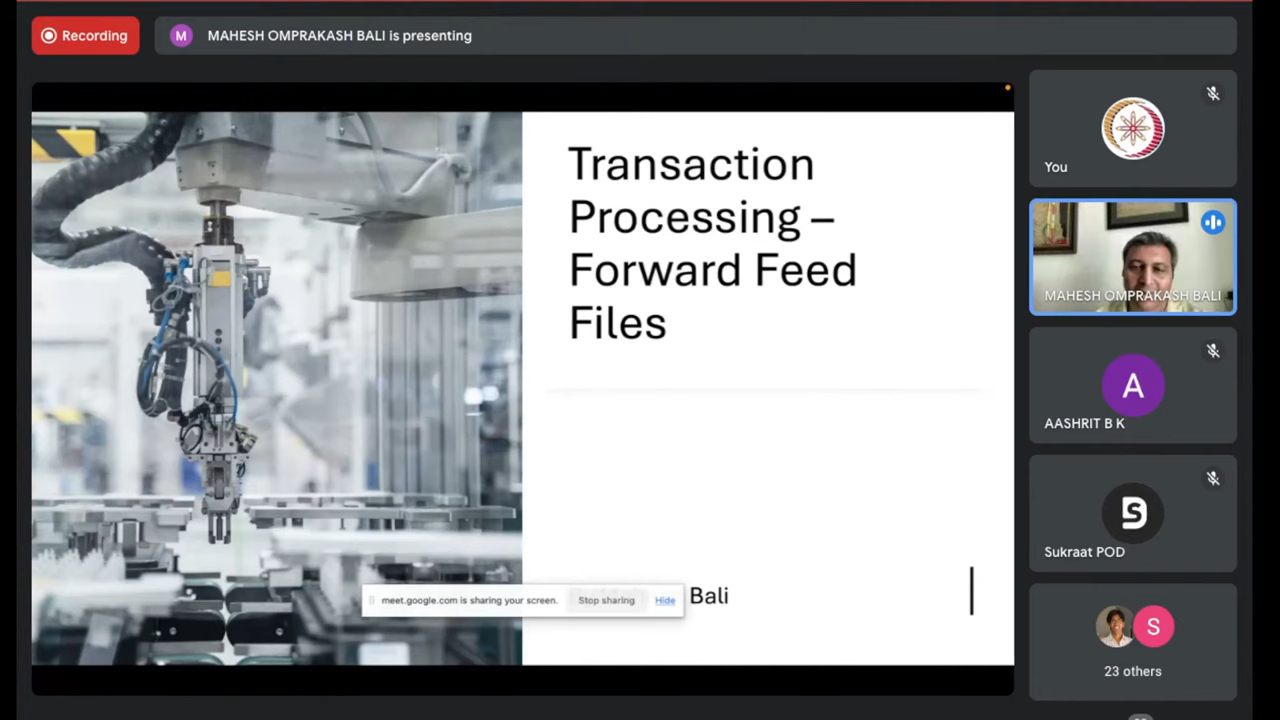 Recording
M
MAHESH OMPRAKASH BALI is presenting
Transaction
Processing –
Forward Feed
Files
meet.google.com is sharing your screen.
Stop sharing
Hide
Bali
You
MAHESH OMPRAKASH BALI
A
AASHRIT B K
S
Sukraat POD
S
23 others